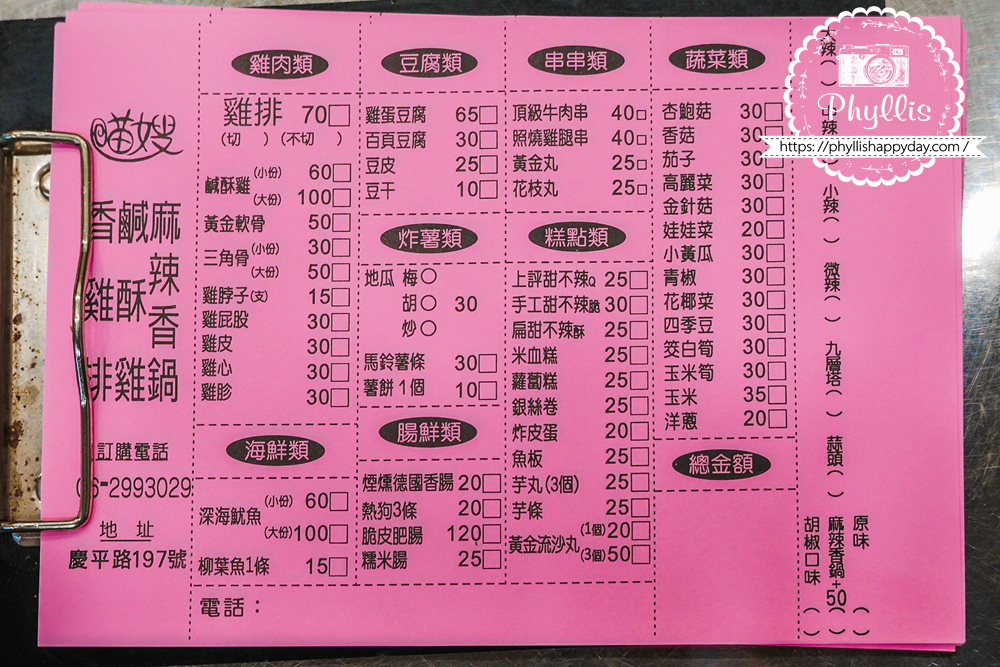 喵嫂
香雞排
鹹酥雞
麻辣香鍋
訂購電話
06-2993029
地 址
慶平路197號
雞肉類
雞排 70□
(切 )(不切 )
鹹酥雞(小份) 60□
(大份) 100□
黃金軟骨 50□
三角骨(小份) 30□
(大份) 50□
雞脖子(支) 15□
雞屁股 30□
雞皮 30□
雞心 30□
雞胗 30□
海鮮類
深海魷魚(小份) 60□
(大份)100□
柳葉魚1條 15□
電話：
豆腐類
雞蛋豆腐 65□
百頁豆腐 30□
豆皮 25□
豆干 10□
炸薯類
地瓜 梅○
胡○ 30
炒○
馬鈴薯條 30□
薯餅1個 10□
腸鮮類
煙燻德國香腸 20□
熱狗3條 20□
脆皮肥腸 120□
糯米腸 25□
串串類
頂級牛肉串 40□
照燒雞腿串 40□
黃金丸 25□
花枝丸 25□
糕點類
上評甜不辣Q 25□
手工甜不辣脆 30□
扁甜不辣酥 25□
米血糕 25□
蘿蔔糕 25□
銀絲卷 25□
炸皮蛋 20□
魚板 25□
芋丸(3個) 25□
芋條 25□
黃金流沙丸(1個)20□
(3個)50□
蔬菜類
杏鮑菇 30□
香菇 30□
茄子 30□
高麗菜 30□
金針菇 30□
娃娃菜 20□
小黃瓜 30□
青椒 30□
花椰菜 30□
四季豆 30□
筊白筍 30□
玉米筍 30□
玉米 35□
洋蔥 20□
總金額
大辣( ) 中辣( ) 小辣( ) 微辣( ) 九層塔( ) 蒜頭( )
原味 ( )
麻辣香鍋+50 ( )
胡椒口味 ( )
Phyllis
https://phyllishappyday.com/